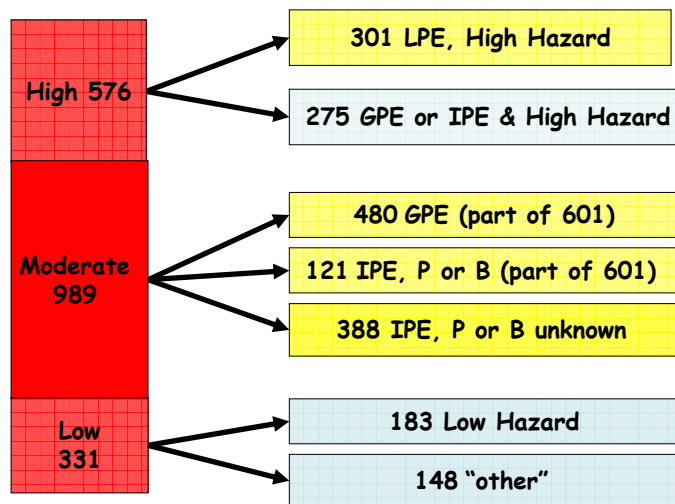 High 576
301 LPE, High Hazard
275 GPE or IPE & High Hazard
Moderate
989
480 GPE (part of 601)
121 IPE, P or B (part of 601)
388 IPE, P or B unknown
Low
331
183 Low Hazard
148 “other”